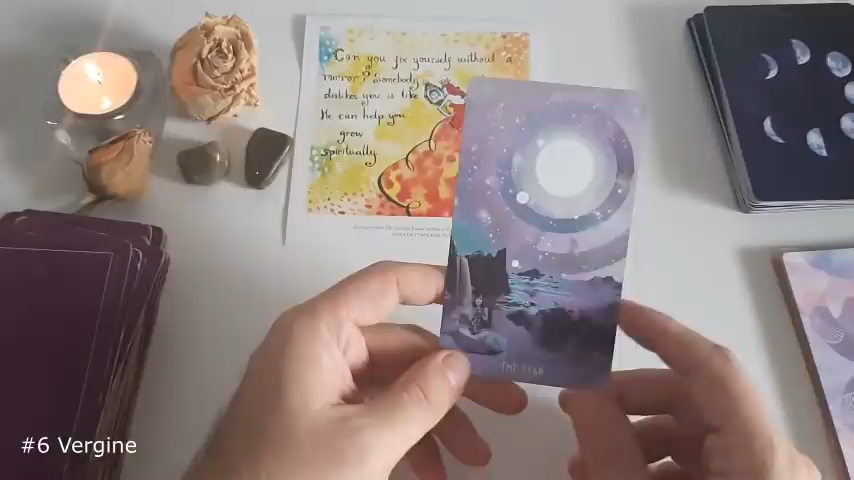 Can you fix yourself without a
mirror? Somebody
dislikes you is like
He can help you
grow
spiritually
THE STAR
#6 Vergine